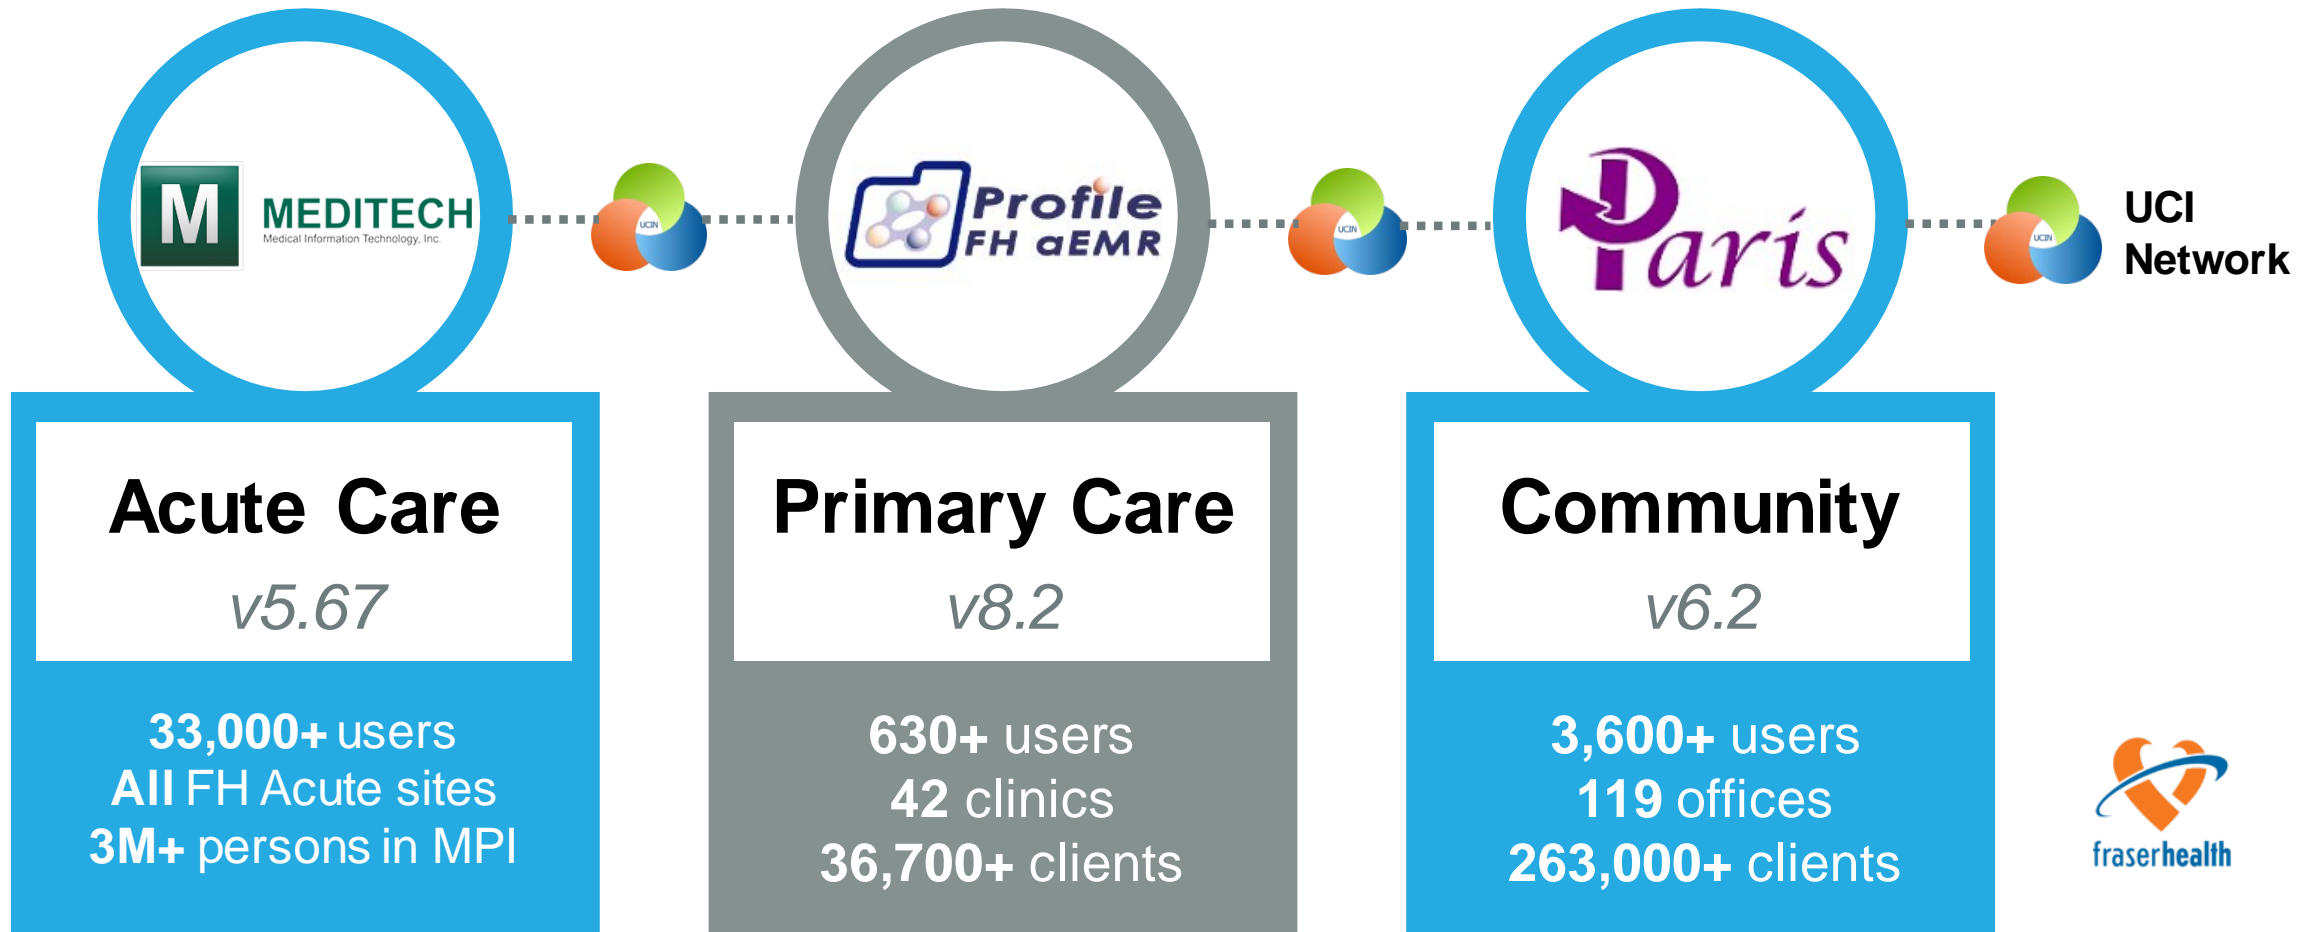 M
MEDITECH
Medical Information Technology, Inc.
UCIN
Profile
FH aEMR
UCIN
Paris
UCIN
UCI
Network
Acute Care
v5.67
33,000+ users
All FH Acute sites
3M+ persons in MPI
Primary Care
v8.2
630+ users
42 clinics
36,700+ clients
Community
v6.2
3,600+ users
119 offices
263,000+ clients
fraserhealth